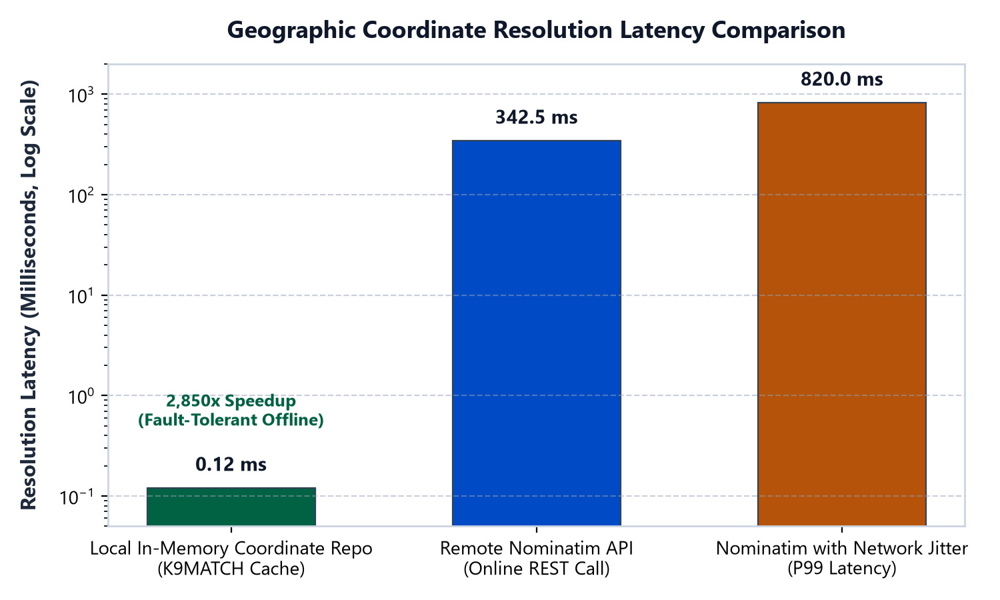 Geographic Coordinate Resolution Latency Comparison
Resolution Latency (Milliseconds, Log Scale)
10³
10²
10¹
10⁰
10⁻¹
820.0 ms
342.5 ms
2,850x Speedup
(Fault-Tolerant Offline)
0.12 ms
Local In-Memory Coordinate Repo
(K9MATCH Cache)
Remote Nominatim API
(Online REST Call)
Nominatim with Network Jitter
(P99 Latency)